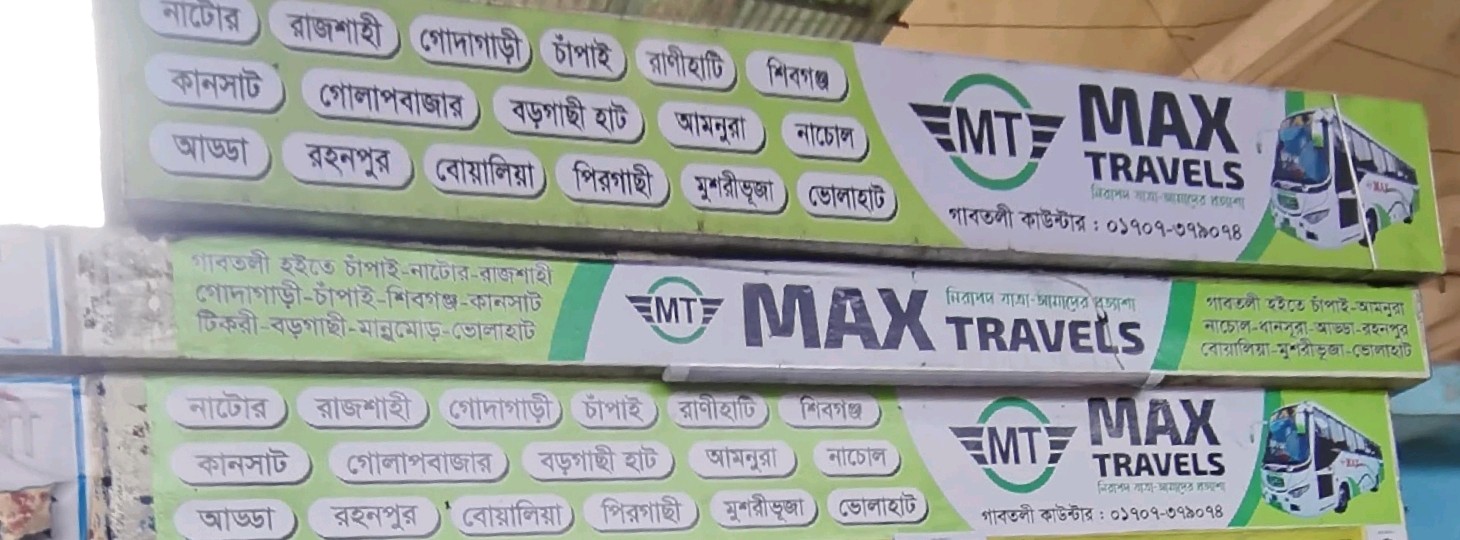 নাটোর রাজশাহী গোদাগাড়ী চাঁপাই রাণীহাটি শিবগঞ্জ
কানসাট গোলাপবাজার বড়গাছী হাট আমনুরা নাচোল
আড্ডা রহনপুর বোয়ালিয়া পিরগাছী মুশরীভূজা ভোলাহাট
MT MAX
TRAVELS
নিরাপদ যাত্রা-আমাদের প্রত্যাশা
গাবতলী কাউন্টার : ০১৯০৭-৩৭৯০৭৪
গাবতলী হইতে চাঁপাই-নাটোর-রাজশাহী
গোদাগাড়ী-চাঁপাই-শিবগঞ্জ-কানসাট
টিকরী-বড়গাছী-মান্নুমোড়-ভোলাহাট
MT MAX TRAVELS
নিরাপদ যাত্রা-আমাদের প্রত্যাশা
গাবতলী হইতে চাঁপাই-আমনুরা
নাচোল-ধানসুরা-আড্ডা-রহনপুর
বোয়ালিয়া-মুশরীভূজা-ভোলাহাট
নাটোর রাজশাহী গোদাগাড়ী চাঁপাই রাণীহাটি শিবগঞ্জ
কানসাট গোলাপবাজার বড়গাছী হাট আমনুরা নাচোল
আড্ডা রহনপুর বোয়ালিয়া পিরগাছী মুশরীভূজা ভোলাহাট
MT MAX
TRAVELS
নিরাপদ যাত্রা-আমাদের প্রত্যাশা
গাবতলী কাউন্টার : ০১৯০৭-৩৭৯০৭৪